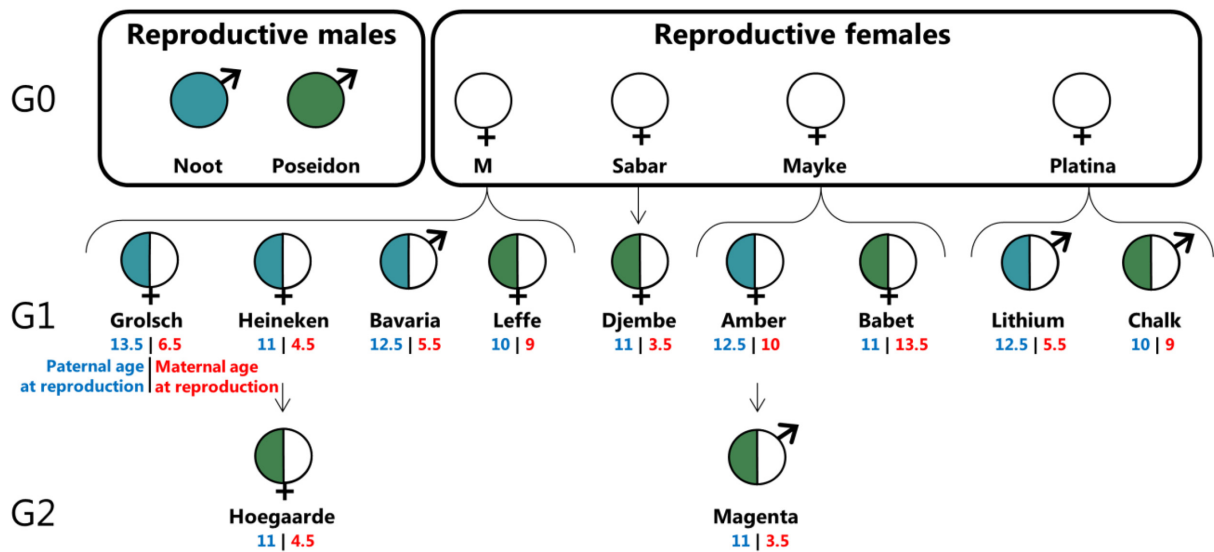 Reproductive males
Reproductive females
G0
Noot
Poseidon
M
Sabar
Mayke
Platina
G1
Grolsch
Heineken
Bavaria
Leffe
Djembe
Amber
Babet
Lithium
Chalk
13.5 | 6.5
11 | 4.5
12.5 | 5.5
10 | 9
11 | 3.5
12.5 | 10
11 | 13.5
12.5 | 5.5
10 | 9
Paternal age
at reproduction
Maternal age
at reproduction
G2
Hoegaarde
11 | 4.5
Magenta
11 | 3.5